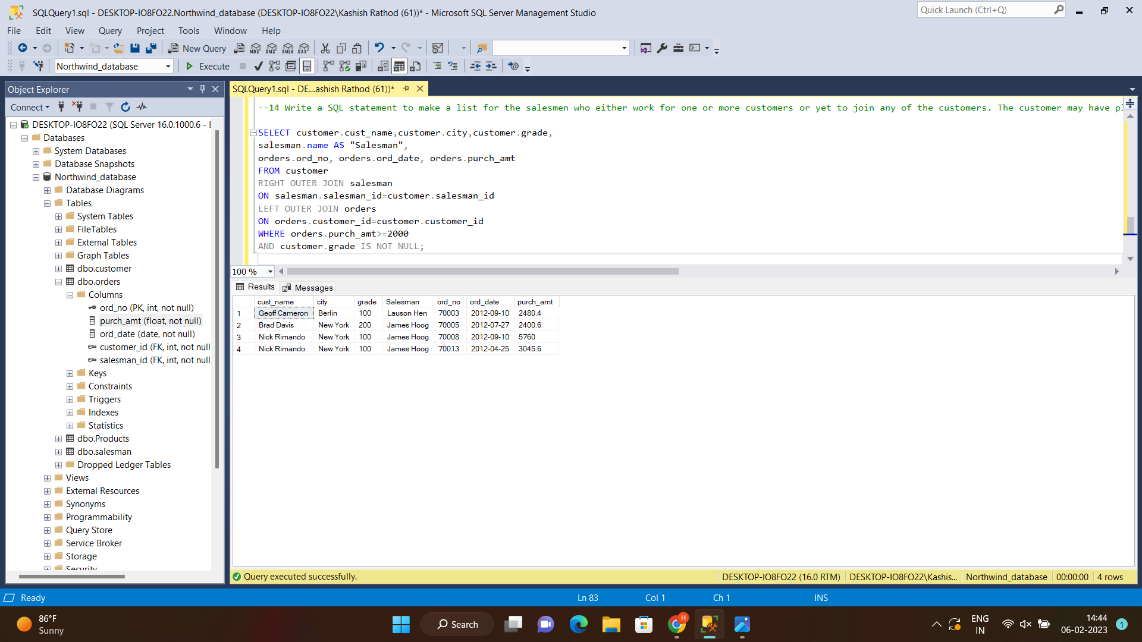 SQLQuery1.sql - DESKTOP-IO8FO22.Northwind_database (DESKTOP-IO8FO22\Kashish Rathod (61))* - Microsoft SQL Server Management Studio
Quick Launch (Ctrl+Q)
File Edit View Query Project Tools Window Help
New Query
Northwind_database
Execute
Object Explorer
SQLQuery1.sql - DE...ashish Rathod (61))*
Connect
DESKTOP-IO8FO22 (SQL Server 16.0.1000.6 - 
Databases
System Databases
Database Snapshots
Northwind_database
Database Diagrams
Tables
System Tables
FileTables
External Tables
Graph Tables
dbo.customer
dbo.orders
Columns
ord_no (PK, int, not null)
purch_amt (float, not null)
ord_date (date, not null)
customer_id (FK, int, not null
salesman_id (FK, int, not null
Keys
Constraints
Triggers
Indexes
Statistics
dbo.Products
dbo.salesman
Dropped Ledger Tables
Views
External Resources
Synonyms
Programmability
Query Store
Service Broker
Storage
Security
--14 Write a SQL statement to make a list for the salesmen who either work for one or more customers or yet to join any of the customers. The customer may have
SELECT customer.cust_name,customer.city,customer.grade,
salesman.name AS "Salesman",
orders.ord_no, orders.ord_date, orders.purch_amt
FROM customer
RIGHT OUTER JOIN salesman
ON salesman.salesman_id=customer.salesman_id
LEFT OUTER JOIN orders
ON orders.customer_id=customer.customer_id
WHERE orders.purch_amt>=2000
AND customer.grade IS NOT NULL;
100 %
Results Messages
cust_name city grade Salesman ord_no ord_date purch_amt
1 Geoff Cameron Berlin 100 Lauson Hen 70003 2012-09-10 2480.4
2 Brad Davis New York 200 James Hoog 70005 2012-07-27 2400.6
3 Nick Rimando New York 100 James Hoog 70008 2012-09-10 5760
4 Nick Rimando New York 100 James Hoog 70013 2012-04-25 3045.6
Query executed successfully.
DESKTOP-IO8FO22 (16.0 RTM) DESKTOP-IO8FO22\Kashis... Northwind_database 00:00:00 4 rows
Ready
Ln 83 Col 1 Ch 1 INS
86°F
Sunny
Search
ENG
IN
14:44
06-02-2023
1